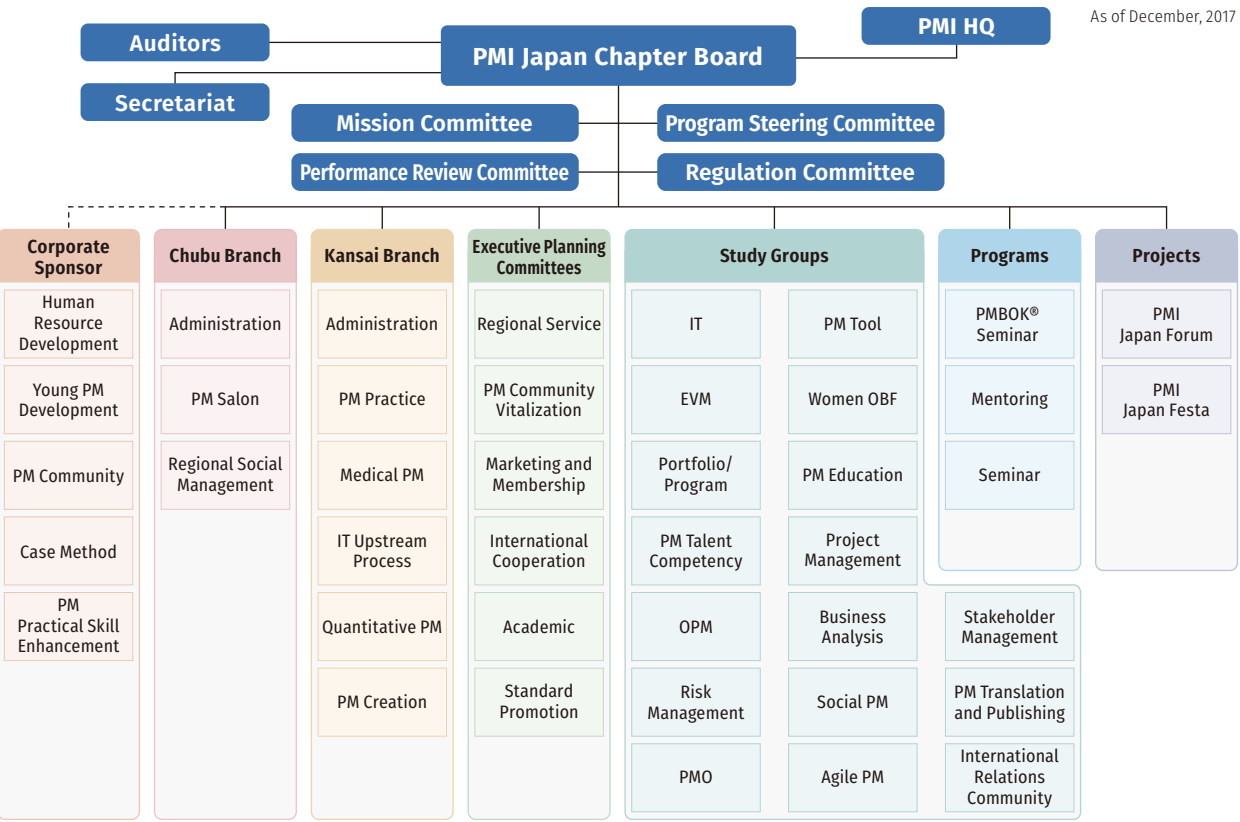 As of December, 2017
Auditors
PMI HQ
PMI Japan Chapter Board
Secretariat
Mission Committee
Program Steering Committee
Performance Review Committee
Regulation Committee
Corporate
Sponsor
Human
Resource
Development
Young PM
Development
PM Community
Case Method
PM
Practical Skill
Enhancement
Chubu Branch
Administration
PM Salon
Regional Social
Management
Kansai Branch
Administration
PM Practice
Medical PM
IT Upstream
Process
Quantitative PM
PM Creation
Executive Planning
Committees
Regional Service
PM Community
Vitalization
Marketing and
Membership
International
Cooperation
Academic
Standard
Promotion
Study Groups
IT
EVM
Portfolio/
Program
PM Talent
Competency
OPM
Risk
Management
PMO
PM Tool
Women OBF
PM Education
Project
Management
Business
Analysis
Social PM
Agile PM
Stakeholder
Management
PM Translation
and Publishing
International
Relations
Community
Programs
PMBOK®
Seminar
Mentoring
Seminar
Projects
PMI
Japan Forum
PMI
Japan Festa